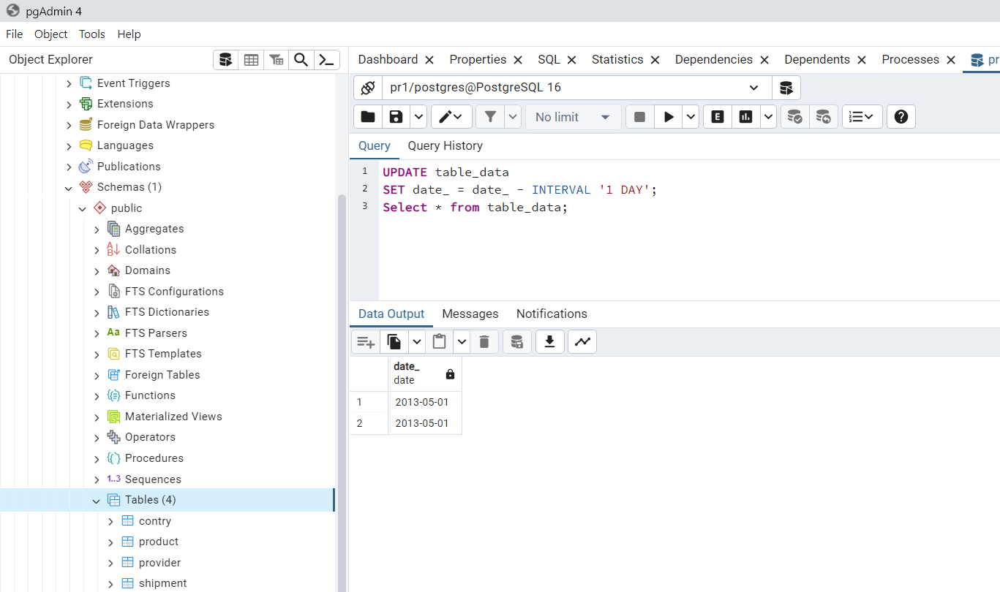 pgAdmin 4
File Object Tools Help
Object Explorer
Event Triggers
Extensions
Foreign Data Wrappers
Languages
Publications
Schemas (1)
public
Aggregates
Collations
Domains
FTS Configurations
FTS Dictionaries
Aa FTS Parsers
FTS Templates
Foreign Tables
Functions
Materialized Views
Operators
Procedures
1..3 Sequences
Tables (4)
contry
product
provider
shipment
Dashboard Properties SQL Statistics Dependencies Dependents Processes pr
pr1/postgres@PostgreSQL 16
No limit
E
Query Query History
1 UPDATE table_data
2 SET date_ = date_ - INTERVAL '1 DAY';
3 Select * from table_data;
Data Output Messages Notifications
date_
date
1 2013-05-01
2 2013-05-01